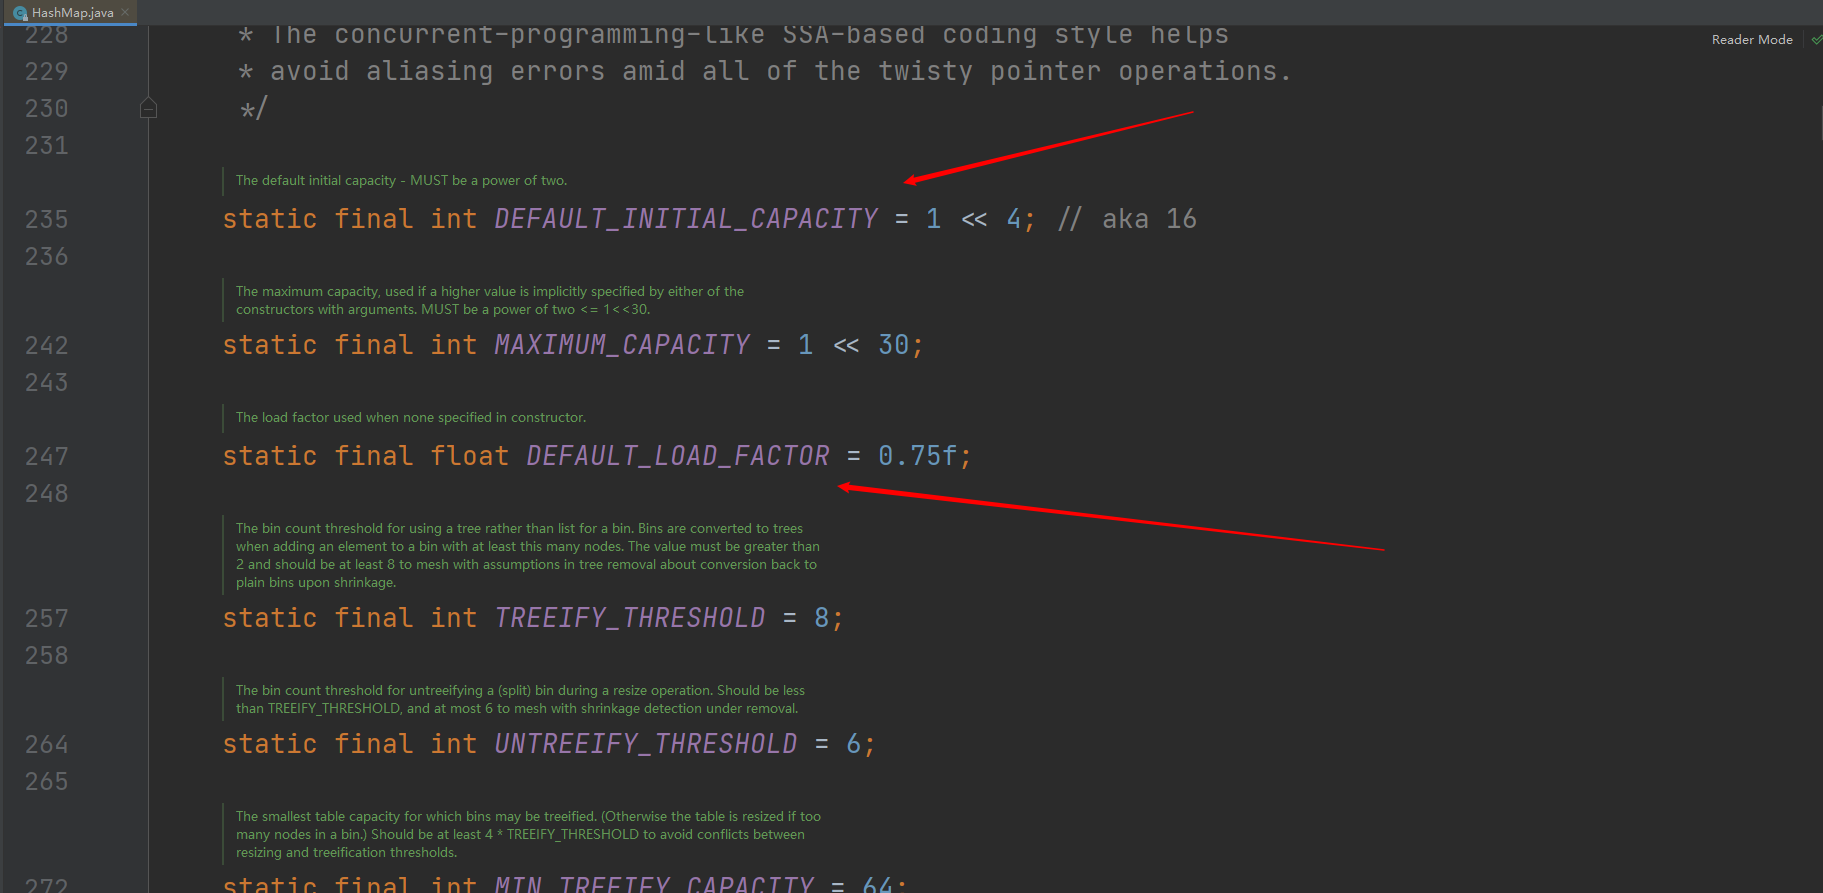 HashMap.java
Reader Mode
228 * The concurrent-programming-like SSA-based coding style helps
229 * avoid aliasing errors amid all of the twisty pointer operations.
230 */
231
The default initial capacity - MUST be a power of two.
235 static final int DEFAULT_INITIAL_CAPACITY = 1 << 4; // aka 16
236
The maximum capacity, used if a higher value is implicitly specified by either of the
constructors with arguments. MUST be a power of two <= 1<<30.
242 static final int MAXIMUM_CAPACITY = 1 << 30;
243
The load factor used when none specified in constructor.
247 static final float DEFAULT_LOAD_FACTOR = 0.75f;
248
The bin count threshold for using a tree rather than list for a bin. Bins are converted to trees
when adding an element to a bin with at least this many nodes. The value must be greater than
2 and should be at least 8 to mesh with assumptions in tree removal about conversion back to
plain bins upon shrinkage.
257 static final int TREEIFY_THRESHOLD = 8;
258
The bin count threshold for untreeifying a (split) bin during a resize operation. Should be less
than TREEIFY_THRESHOLD, and at most 6 to mesh with shrinkage detection under removal.
264 static final int UNTREEIFY_THRESHOLD = 6;
265
The smallest table capacity for which bins may be treeified. (Otherwise the table is resized if too
many nodes in a bin.) Should be at least 4 * TREEIFY_THRESHOLD to avoid conflicts between
resizing and treeification thresholds.
272 static final int MIN_TREEIFY_CAPACITY = 64;